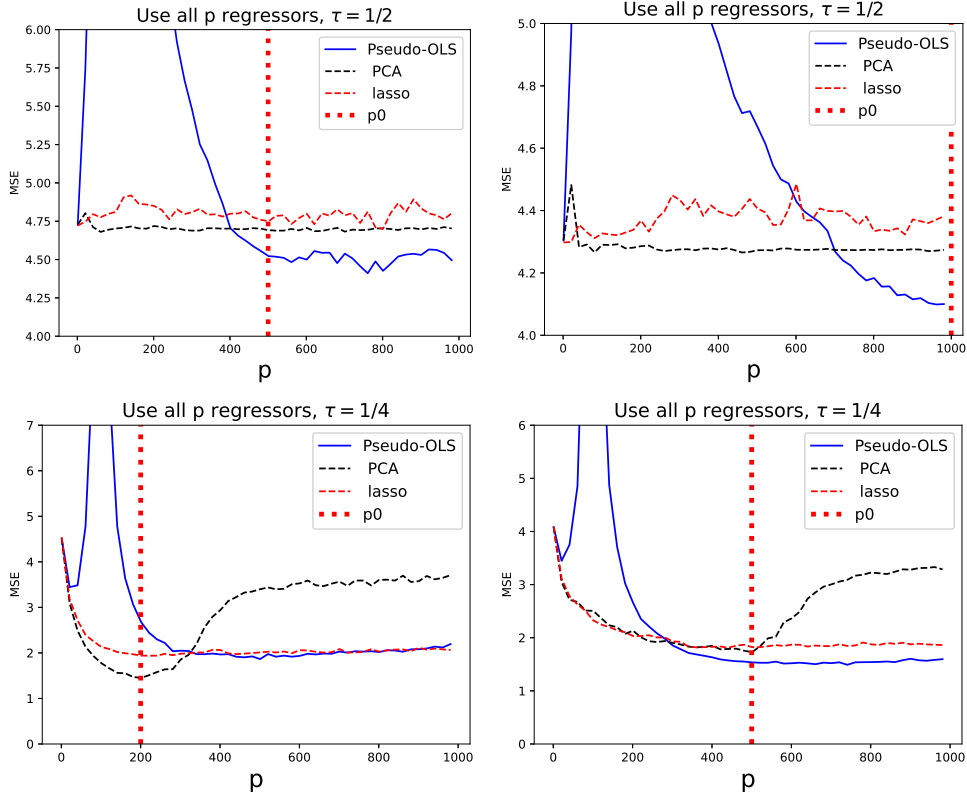 Use all p regressors, τ = 1/2
6.00
5.75
5.50
5.25
5.00
4.75
4.50
4.25
4.00
MSE
Pseudo-OLS
PCA
lasso
p0
0 200 400 600 800 1000
p
Use all p regressors, τ = 1/2
5.0
4.8
4.6
4.4
4.2
4.0
MSE
Pseudo-OLS
PCA
lasso
p0
0 200 400 600 800 1000
p
Use all p regressors, τ = 1/4
7
6
5
4
3
2
1
0
MSE
Pseudo-OLS
PCA
lasso
p0
0 200 400 600 800 1000
p
Use all p regressors, τ = 1/4
6
5
4
3
2
1
0
MSE
Pseudo-OLS
PCA
lasso
p0
0 200 400 600 800 1000
p